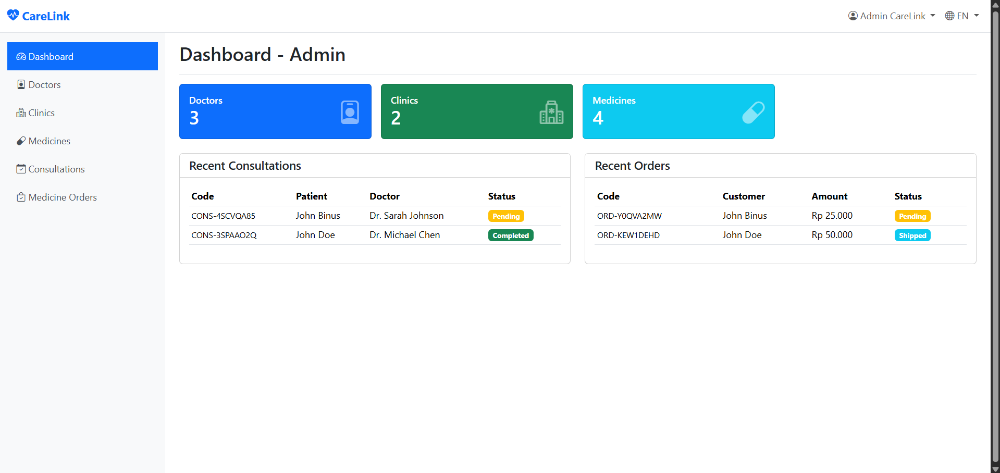 CareLink
Admin CareLink
EN
Dashboard
Doctors
Clinics
Medicines
Consultations
Medicine Orders
Dashboard - Admin
Doctors
3
Clinics
2
Medicines
4
Recent Consultations
Code Patient Doctor Status
CONS-4SCVQA85 John Binus Dr. Sarah Johnson Pending
CONS-3SPAAO2Q John Doe Dr. Michael Chen Completed
Recent Orders
Code Customer Amount Status
ORD-Y0QVA2MW John Binus Rp 25.000 Pending
ORD-KEW1DEHD John Doe Rp 50.000 Shipped